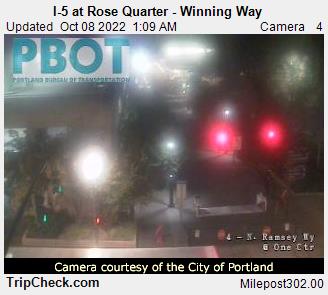 I-5 at Rose Quarter - Winning Way
Updated Oct 08 2022 1:09 AM Camera 4
PBOT
PORTLAND BUREAU OF TRANSPORTATION
4 - N. Ramsey Wy
@ One Ctr
Camera courtesy of the City of Portland
TripCheck.com Milepost302.00